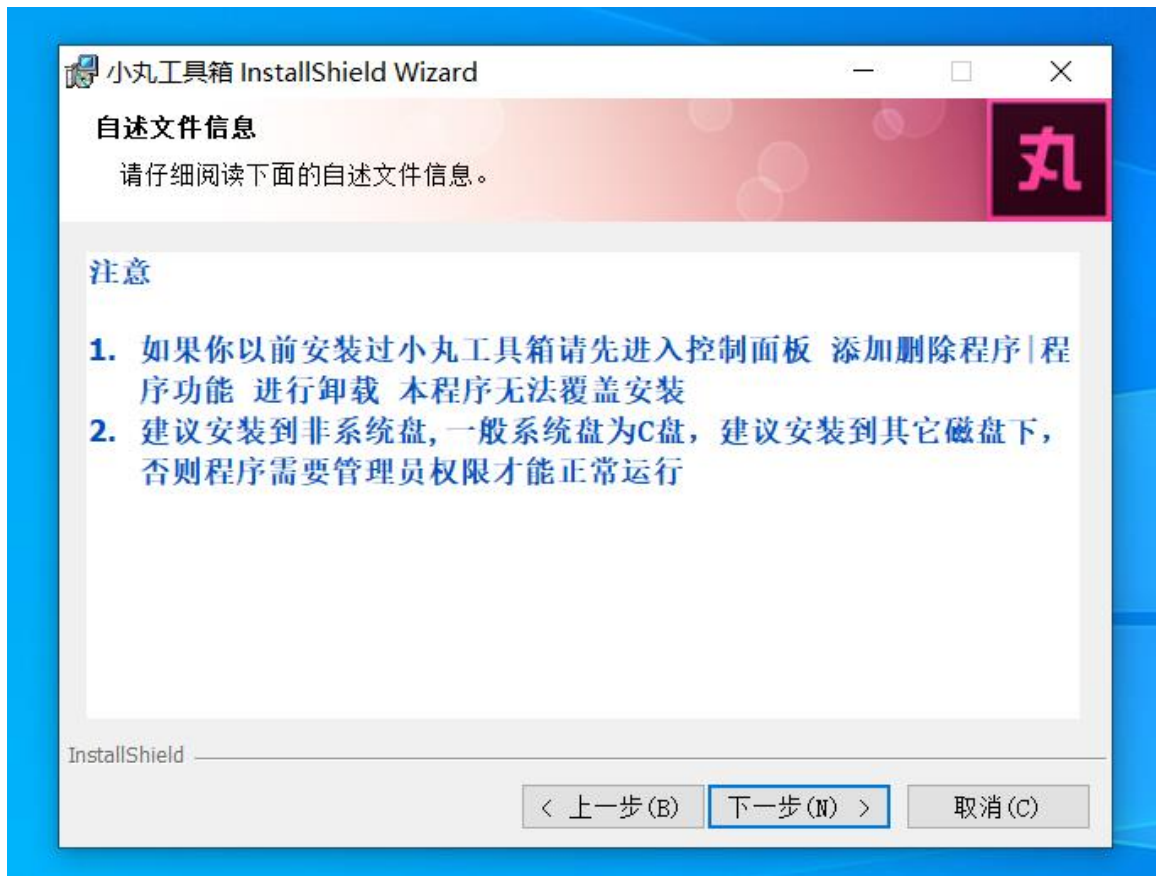 小丸工具箱 InstallShield Wizard
自述文件信息
请仔细阅读下面的自述文件信息。
丸
注意
1. 如果你以前安装过小丸工具箱请先进入控制面板 添加删除程序|程
序功能 进行卸载 本程序无法覆盖安装
2. 建议安装到非系统盘,一般系统盘为C盘，建议安装到其它磁盘下，
否则程序需要管理员权限才能正常运行
InstallShield
< 上一步(B) 下一步(N) > 取消(C)